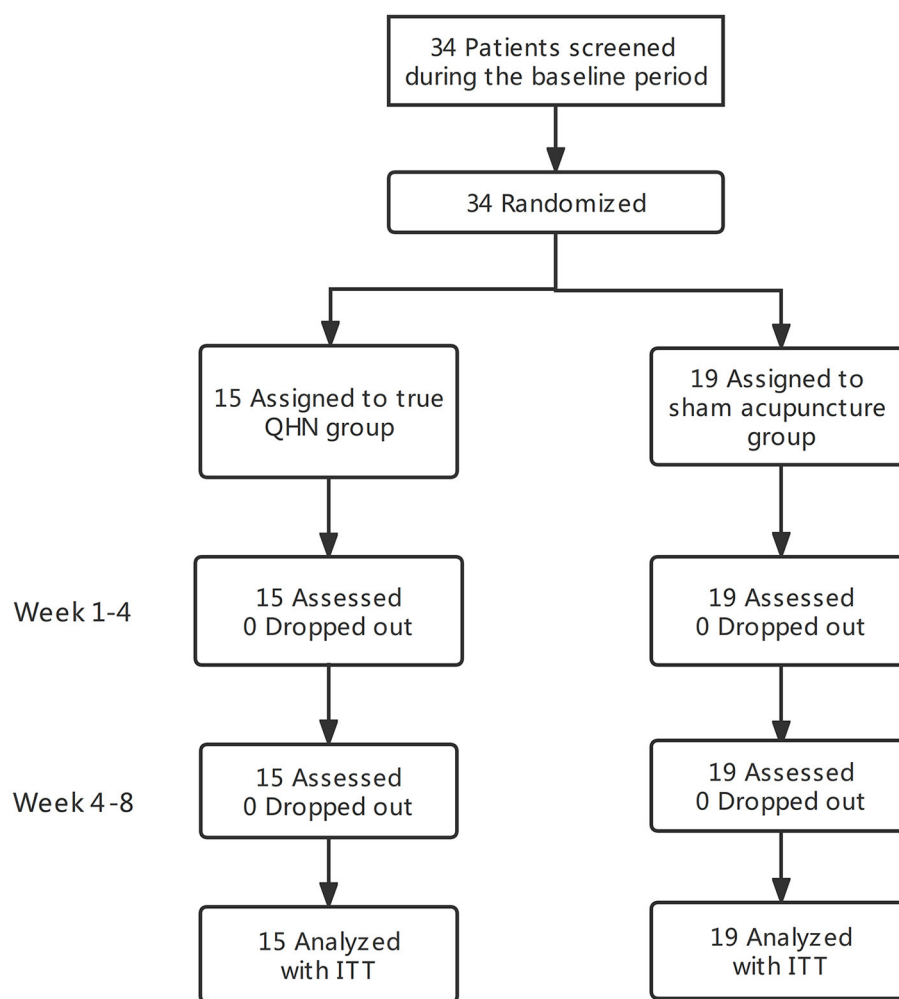 34 Patients screened
during the baseline period
34 Randomized
15 Assigned to true
QHN group
19 Assigned to
sham acupuncture
group
Week 1-4
15 Assessed
0 Dropped out
19 Assessed
0 Dropped out
Week 4-8
15 Assessed
0 Dropped out
19 Assessed
0 Dropped out
15 Analyzed
with ITT
19 Analyzed
with ITT